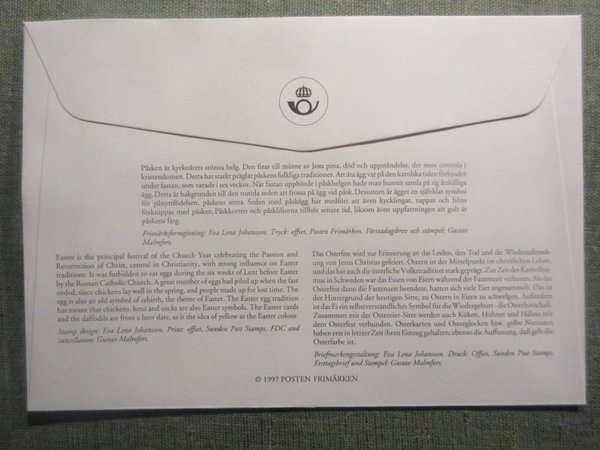 Påsken är kyrkoårets största helg. Den firas till minne av Jesu pina, död och uppståndelse, det mest centrala i
kristendomen. Detta har starkt präglat påskens folkliga traditioner. Att äta ägg var på den katolska tiden förbjudet
under fastan, som varade i sex veckor. När fastan upphörde i påskhelgen hade man hunnit samla på sig åtskilliga
ägg. Detta är bakgrunden till den nutida seden att frossa på ägg vid påsk. Dessutom är ägget en självklar symbol
för pånyttfödelsen, påskens tema. Seden med påskägg har medfört att även kycklingar, tuppar och höns
förknippas med påsken. Påskkorten och påskliljorna tillhör senare tid, liksom även uppfattningen att gult är
påskens färg.
Frimärksformgivning: Eva Lena Johansson. Tryck: offset, Posten Frimärken. Förstadagsbrev och stämpel: Gustav
Malmfors.
Easter is the principal festival of the Church Year celebrating the Passion and
Resurrection of Christ, central in Christianity, with strong influence on Easter
traditions. It was forbidden to eat eggs during the six weeks of Lent before Easter
by the Roman Catholic Church. A great number of eggs had piled up when the fast
ended, since chickens lay well in the spring, and people made up for lost time. The
egg is also an old symbol of rebirth, the theme of Easter. The Easter egg tradition
has meant that chickens, hens and cocks are also Easter symbols. The Easter cards
and the daffodils are from a later date, as is the idea of yellow as the Easter colour.
Stamp design: Eva Lena Johansson. Print: offset, Sweden Post Stamps. FDC and
cancellation: Gustav Malmfors.
Das Osterfest wird zur Erinnerung an das Leiden, den Tod und die Wiederauferstehung
von Jesus Christus gefeiert. Ostern ist der Mittelpunkt im christlichen Leben,
und das hat auch die österliche Volkstradition stark geprägt. Zur Zeit des Katholizismus
in Schweden war das Essen von Eiern während der Fastenzeit verboten. Als das
Osterfest dann die Fastenzeit beendete, hatten sich viele Eier angesammelt. Das ist
der Hintergrund der heutigen Sitte, zu Ostern in Eiern zu schwelgen. Außerdem
ist das Ei ein selbstverständliches Symbol für die Wiedergeburt - die Osterbotschaft.
Zusammen mit der Ostereier-Sitte werden auch Küken, Hühner und Hähne mit
dem Osterfest verbunden. Osterkarten und Osterglocken bzw. gelbe Narzissen
haben erst in letzter Zeit ihren Einzug gehalten; ebenso die Auffassung, daß gelb die
Osterfarbe ist.
Briefmarkengestaltung: Eva Lena Johansson. Druck: Offset, Sweden Post Stamps.
Ersttagsbrief und Stempel: Gustav Malmfors.
© 1997 POSTEN FRIMÄRKEN